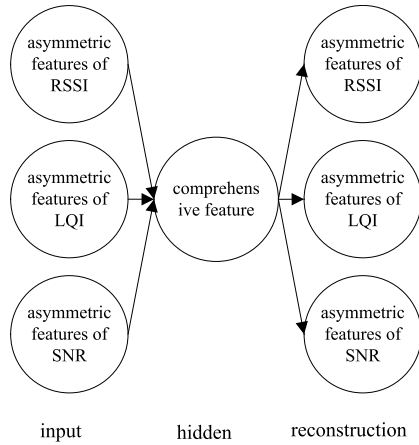 asymmetric
features of
RSSI
asymmetric
features of
LQI
asymmetric
features of
SNR
comprehens
ive feature
asymmetric
features of
RSSI
asymmetric
features of
LQI
asymmetric
features of
SNR
input
hidden
reconstruction